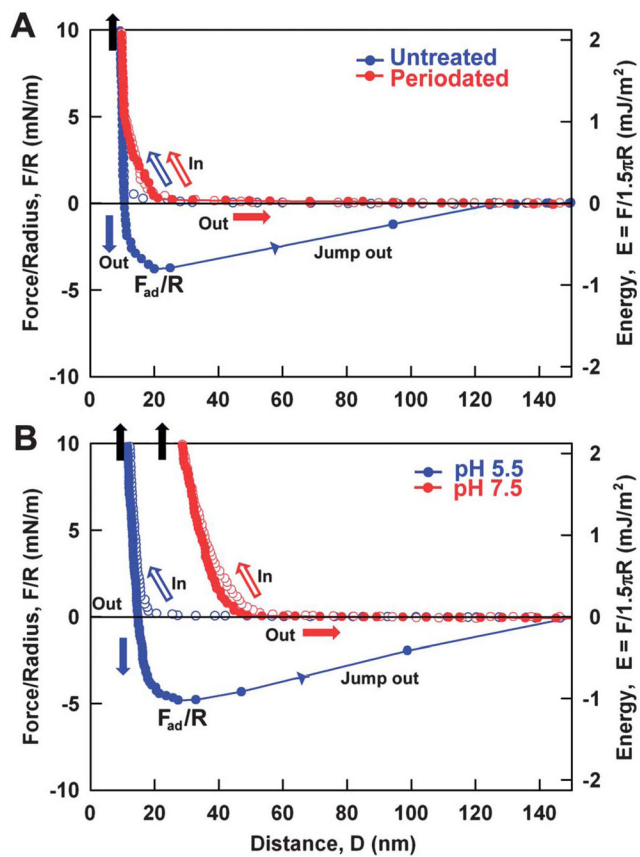 A
Untreated
Periodated
In
Out
Out
Jump out
F_ad/R
Force/Radius, F/R (mN/m)
10
5
0
-5
-10
Energy, E = F/1.5πR (mJ/m²)
2
1
0
-1
-2
0 20 40 60 80 100 120 140
B
pH 5.5
pH 7.5
In
In
Out
Out
Jump out
F_ad/R
Force/Radius, F/R (mN/m)
10
5
0
-5
-10
Energy, E = F/1.5πR (mJ/m²)
2
1
0
-1
-2
0 20 40 60 80 100 120 140
Distance, D (nm)